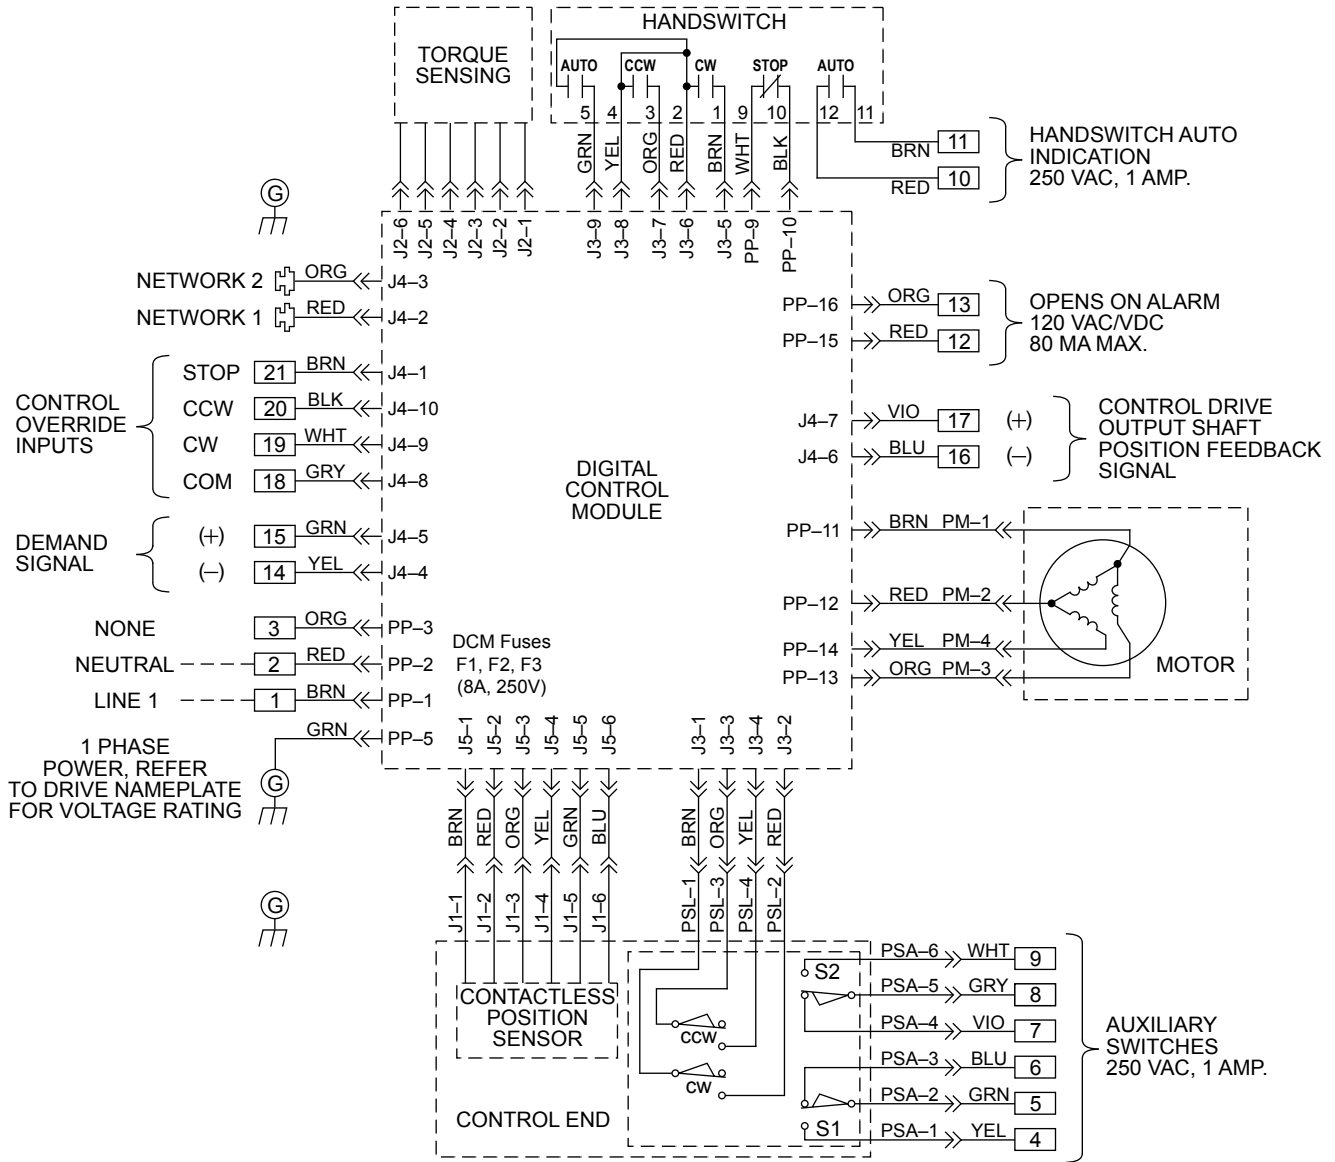 TORQUE
SENSING
HANDSWITCH
AUTO
CCW
CW
STOP
AUTO
5
4
3
2
1
9
10
12
11
GRN
YEL
ORG
RED
BRN
WHT
BLK
BRN
11
RED
10
HANDSWITCH AUTO
INDICATION
250 VAC, 1 AMP.
G
J2–6
J2–5
J2–4
J2–3
J2–2
J2–1
J3–9
J3–8
J3–7
J3–6
J3–5
PP–9
PP–10
NETWORK 2
ORG
J4–3
NETWORK 1
RED
J4–2
CONTROL
OVERRIDE
INPUTS
STOP
21
BRN
J4–1
CCW
20
BLK
J4–10
CW
19
WHT
J4–9
COM
18
GRY
J4–8
DEMAND
SIGNAL
(+)
15
GRN
J4–5
(–)
14
YEL
J4–4
NONE
3
ORG
PP–3
NEUTRAL
2
RED
PP–2
LINE 1
1
BRN
PP–1
GRN
PP–5
1 PHASE
POWER, REFER
TO DRIVE NAMEPLATE
FOR VOLTAGE RATING
G
DIGITAL
CONTROL
MODULE
DCM Fuses
F1, F2, F3
(8A, 250V)
PP–16
ORG
13
PP–15
RED
12
OPENS ON ALARM
120 VAC/VDC
80 MA MAX.
J4–7
VIO
17
(+)
J4–6
BLU
16
(–)
CONTROL DRIVE
OUTPUT SHAFT
POSITION FEEDBACK
SIGNAL
PP–11
BRN
PM–1
PP–12
RED
PM–2
PP–14
YEL
PM–4
PP–13
ORG
PM–3
MOTOR
J5–1
J5–2
J5–3
J5–4
J5–5
J5–6
J3–1
J3–3
J3–4
J3–2
BRN
RED
ORG
YEL
GRN
BLU
BRN
ORG
YEL
RED
J1–1
J1–2
J1–3
J1–4
J1–5
J1–6
PSL–1
PSL–3
PSL–4
PSL–2
G
CONTACTLESS
POSITION
SENSOR
CONTROL END
CCW
CW
S2
S1
PSA–6
WHT
9
PSA–5
GRY
8
PSA–4
VIO
7
PSA–3
BLU
6
PSA–2
GRN
5
PSA–1
YEL
4
AUXILIARY
SWITCHES
250 VAC, 1 AMP.